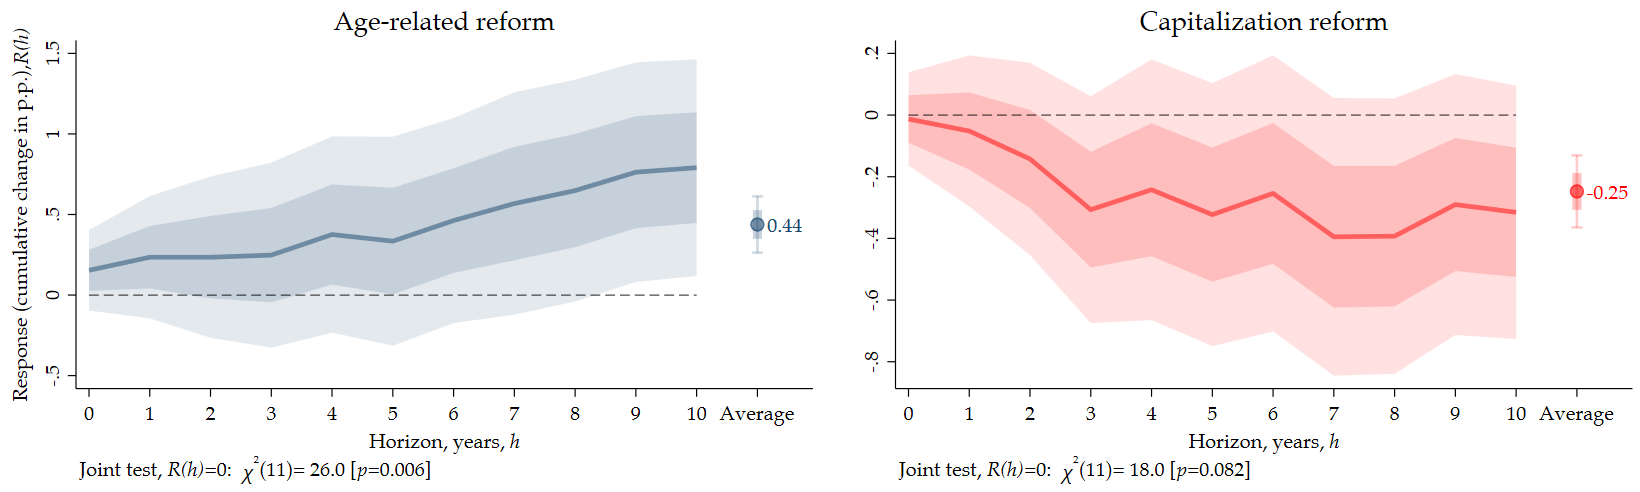 Age-related reform
Response (cumulative change in p.p.),R(h)
1.5
1
.5
0
-.5
0.44
0 1 2 3 4 5 6 7 8 9 10 Average
Horizon, years, h
Joint test, R(h)=0: χ²(11)= 26.0 [p=0.006]
Capitalization reform
.2
0
-.2
-.4
-.6
-.8
-0.25
0 1 2 3 4 5 6 7 8 9 10 Average
Horizon, years, h
Joint test, R(h)=0: χ²(11)= 18.0 [p=0.082]